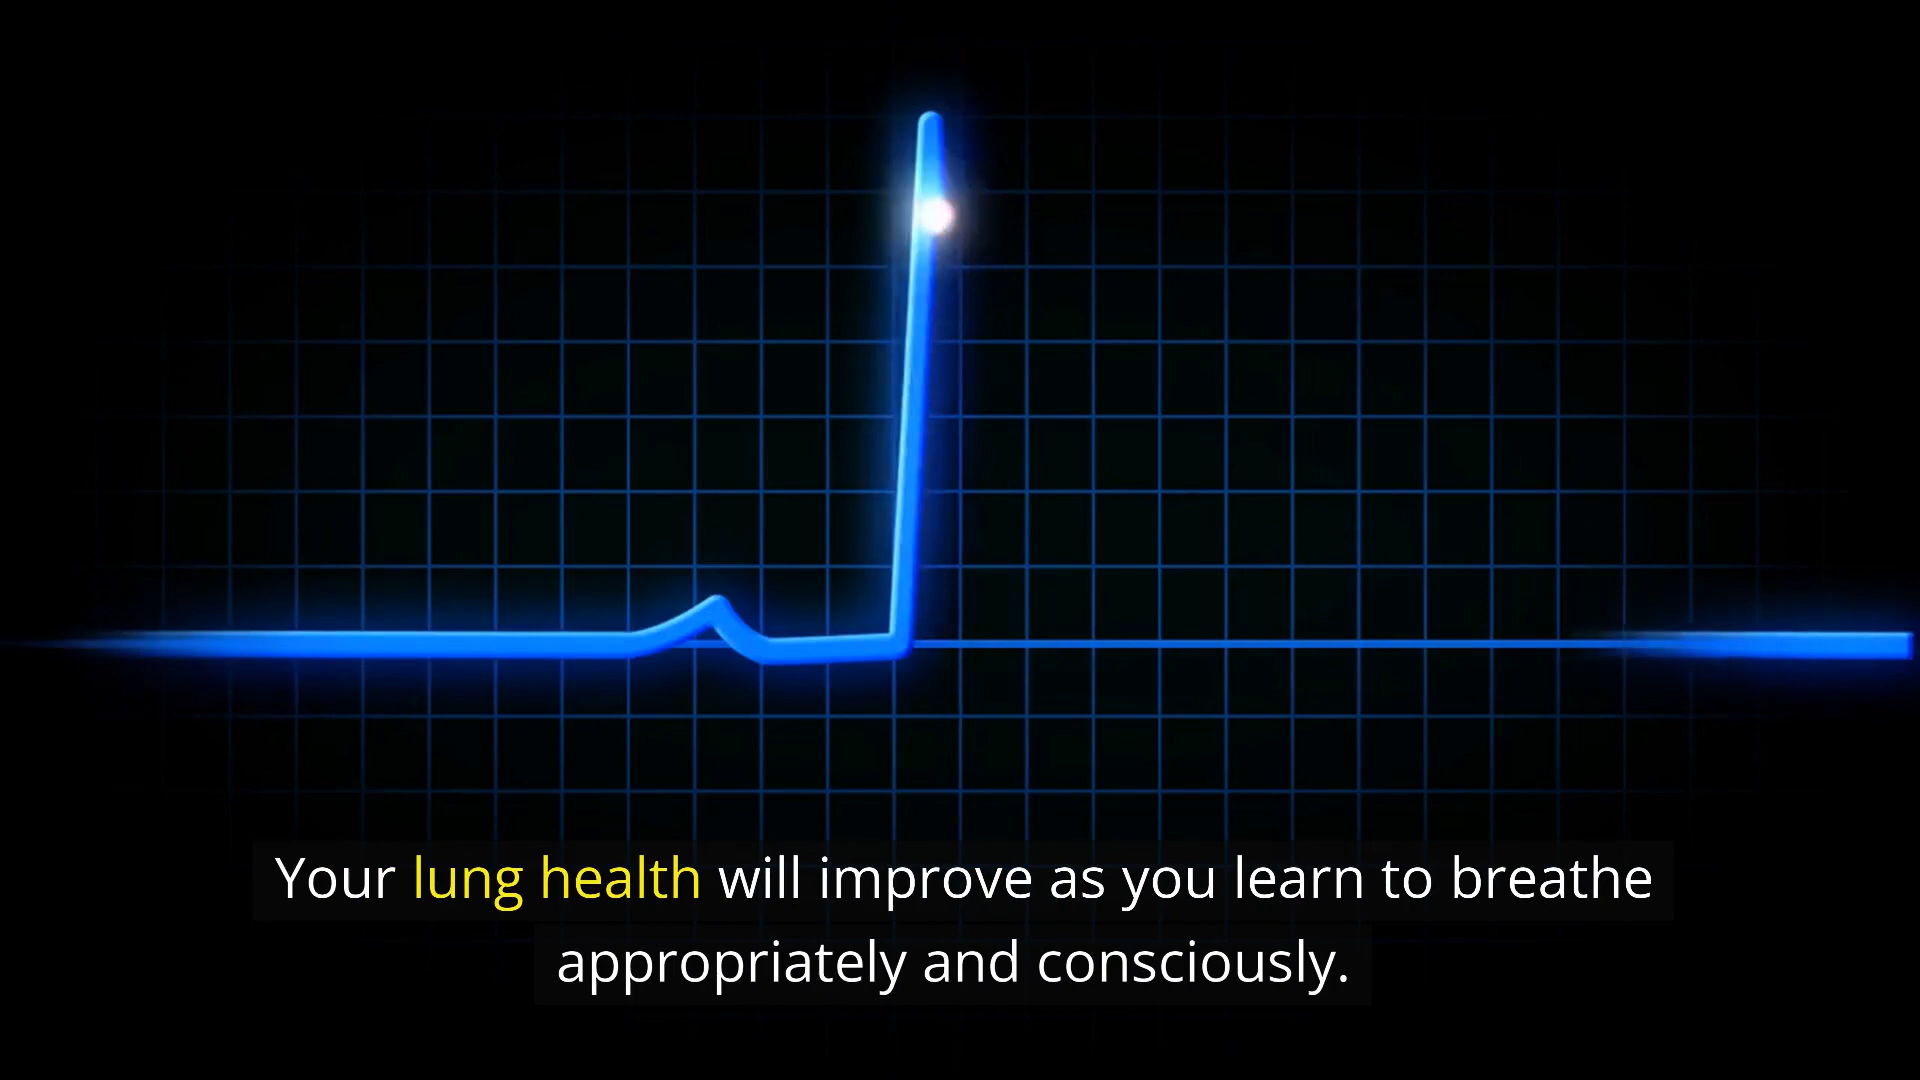 Your lung health will improve as you learn to breathe
appropriately and consciously.